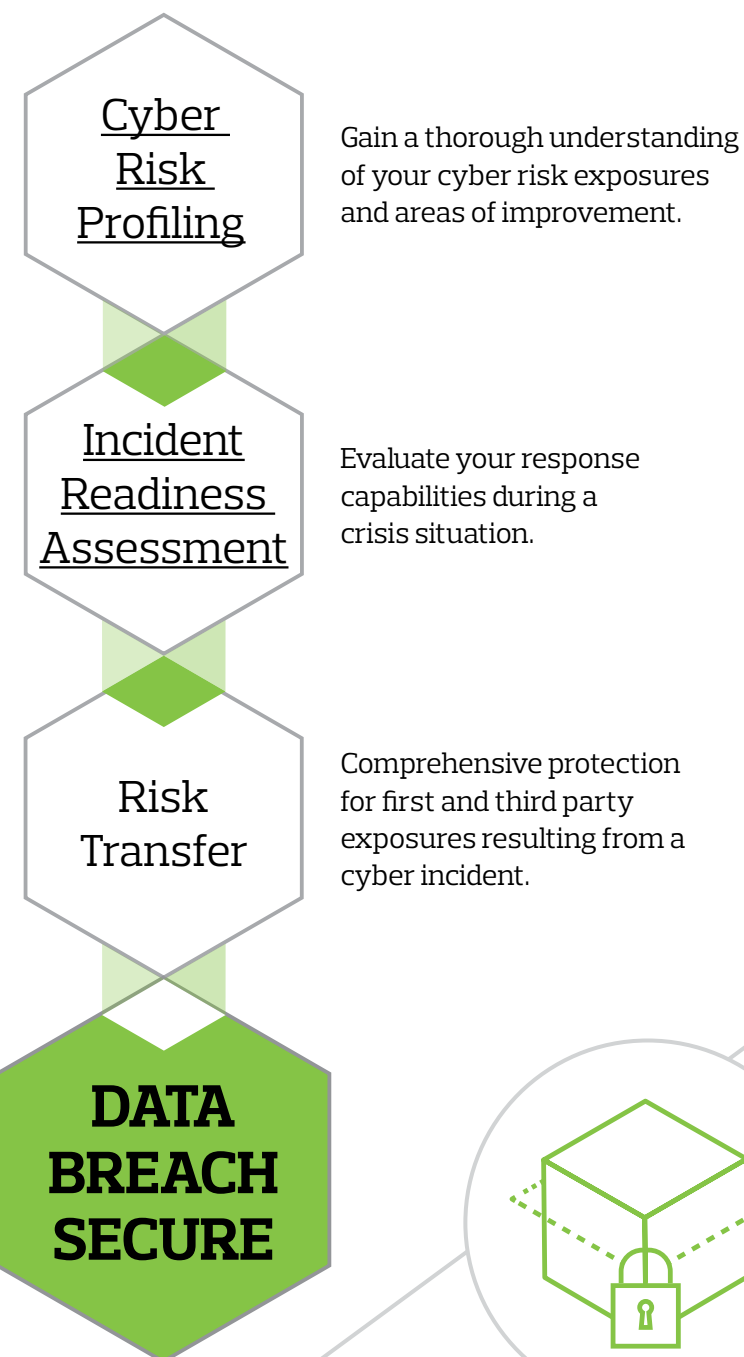 Cyber
Risk
Profiling
Gain a thorough understanding
of your cyber risk exposures
and areas of improvement.
Incident
Readiness
Assessment
Evaluate your response
capabilities during a
crisis situation.
Risk
Transfer
Comprehensive protection
for first and third party
exposures resulting from a
cyber incident.
DATA
BREACH
SECURE